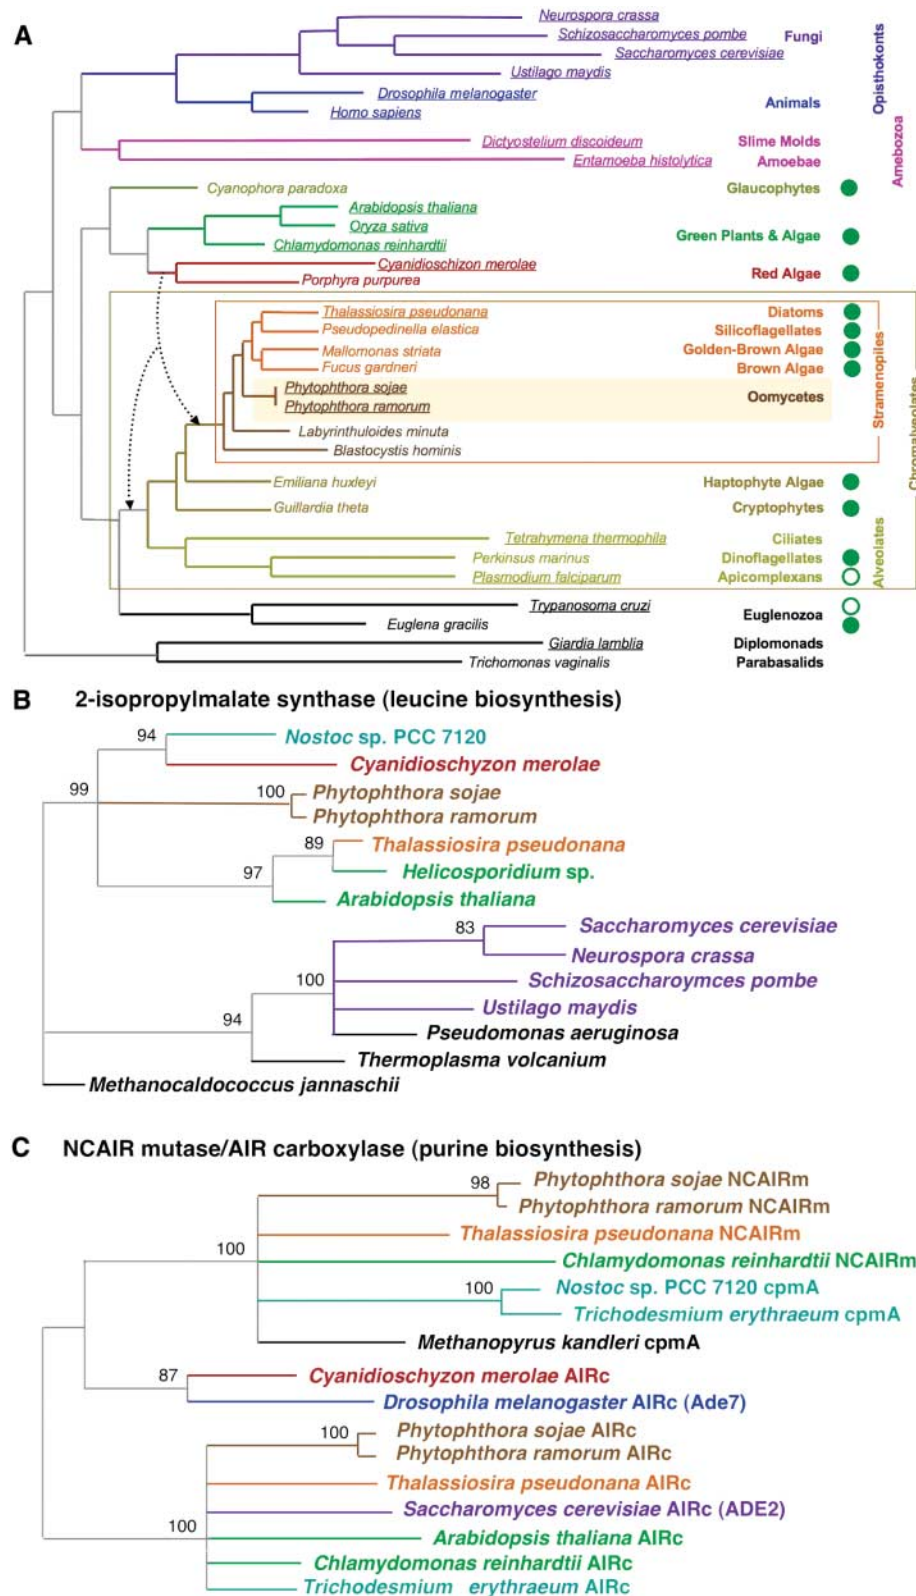 A
Neurospora crassa
Schizosaccharomyces pombe
Fungi
Saccharomyces cerevisiae
Ustilago maydis
Opisthokonts
Drosophila melanogaster
Animals
Homo sapiens
Dictyostelium discoideum
Slime Molds
Entamoeba histolytica
Amoebae
Amebozoa
Cyanophora paradoxa
Glaucophytes
Arabidopsis thaliana
Oryza sativa
Green Plants & Algae
Chlamydomonas reinhardtii
Cyanidioschizon merolae
Red Algae
Porphyra purpurea
Thalassiosira pseudonana
Diatoms
Pseudopedinella elastica
Silicoflagellates
Mallomonas striata
Golden-Brown Algae
Fucus gardneri
Brown Algae
Phytophthora sojae
Oomycetes
Phytophthora ramorum
Stramenopiles
Labyrinthuloides minuta
Blastocystis hominis
Chromalveolates
Emiliana huxleyi
Haptophyte Algae
Guillardia theta
Cryptophytes
Tetrahymena thermophila
Ciliates
Perkinsus marinus
Dinoflagellates
Plasmodium falciparum
Apicomplexans
Alveolates
Trypanosoma cruzi
Euglenozoa
Euglena gracilis
Giardia lamblia
Diplomonads
Trichomonas vaginalis
Parabasalids
B 2-isopropylmalate synthase (leucine biosynthesis)
94
Nostoc sp. PCC 7120
Cyanidioschyzon merolae
99
100
Phytophthora sojae
Phytophthora ramorum
89
Thalassiosira pseudonana
97
Helicosporidium sp.
Arabidopsis thaliana
83
Saccharomyces cerevisiae
Neurospora crassa
100
Schizosaccharoymces pombe
Ustilago maydis
94
Pseudomonas aeruginosa
Thermoplasma volcanium
Methanocaldococcus jannaschii
C NCAIR mutase/AIR carboxylase (purine biosynthesis)
98
Phytophthora sojae NCAIRm
Phytophthora ramorum NCAIRm
Thalassiosira pseudonana NCAIRm
100
Chlamydomonas reinhardtii NCAIRm
100
Nostoc sp. PCC 7120 cpmA
Trichodesmium erythraeum cpmA
Methanopyrus kandleri cpmA
87
Cyanidioschyzon merolae AIRc
Drosophila melanogaster AIRc (Ade7)
100
Phytophthora sojae AIRc
Phytophthora ramorum AIRc
Thalassiosira pseudonana AIRc
Saccharomyces cerevisiae AIRc (ADE2)
100
Arabidopsis thaliana AIRc
Chlamydomonas reinhardtii AIRc
Trichodesmium erythraeum AIRc